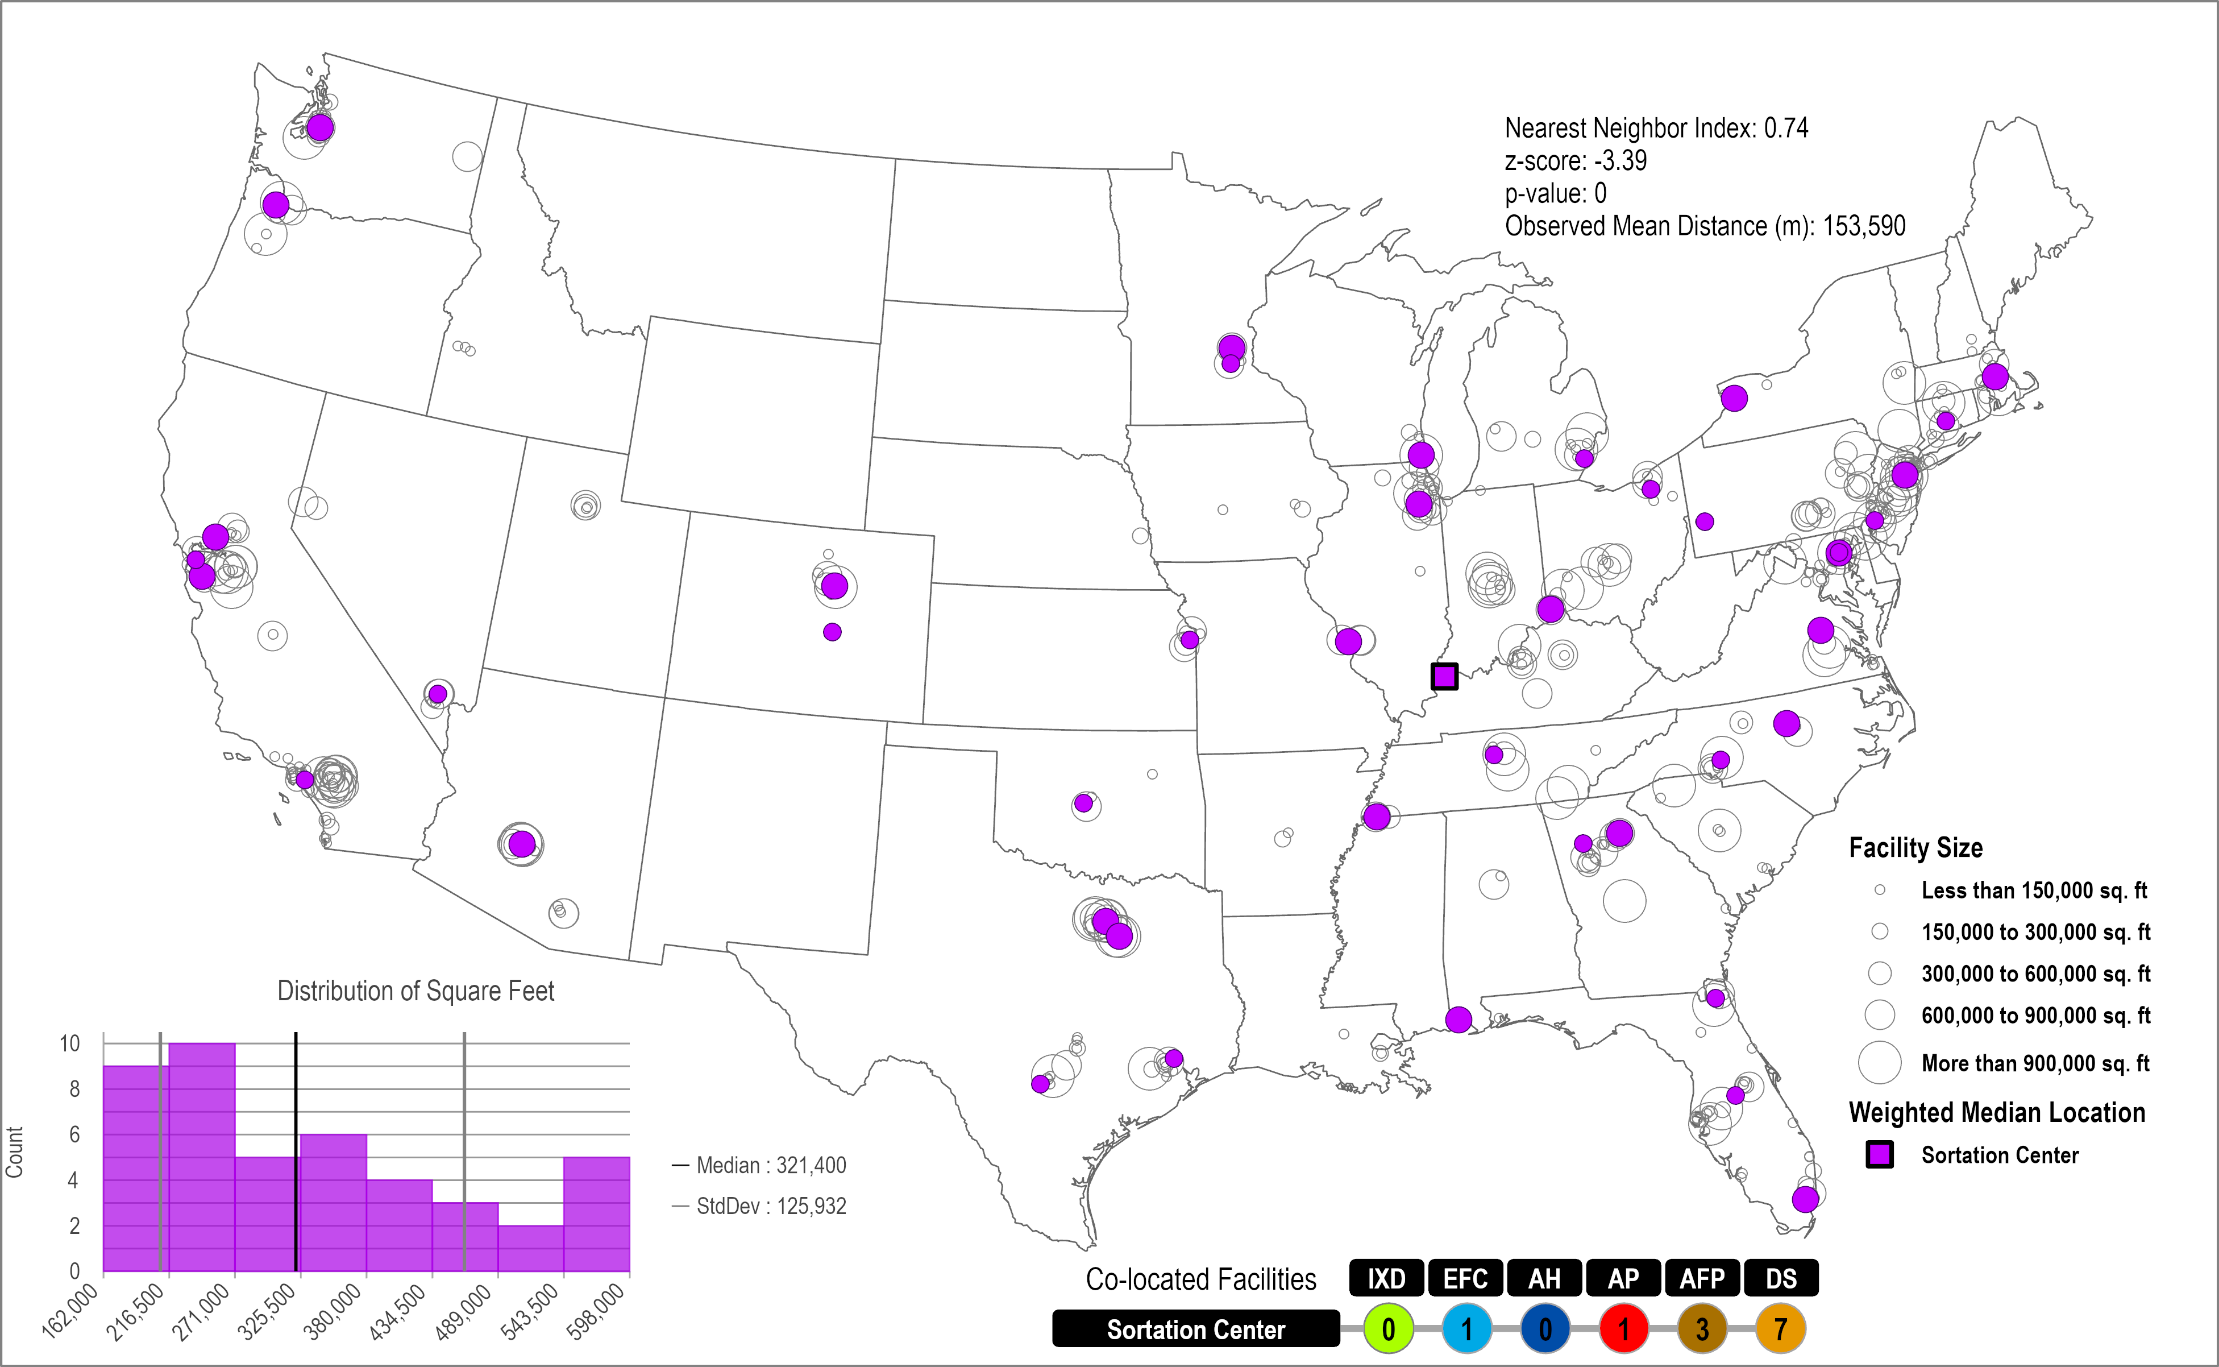 Nearest Neighbor Index: 0.74
z-score: -3.39
p-value: 0
Observed Mean Distance (m): 153,590
Facility Size
Less than 150,000 sq. ft
150,000 to 300,000 sq. ft
300,000 to 600,000 sq. ft
600,000 to 900,000 sq. ft
More than 900,000 sq. ft
Weighted Median Location
Sortation Center
Distribution of Square Feet
Count
10
8
6
4
2
0
162,000
216,500
271,000
325,500
380,000
434,500
489,000
543,500
598,000
Median : 321,400
StdDev : 125,932
Co-located Facilities IXD EFC AH AP AFP DS
Sortation Center 0 1 0 1 3 7